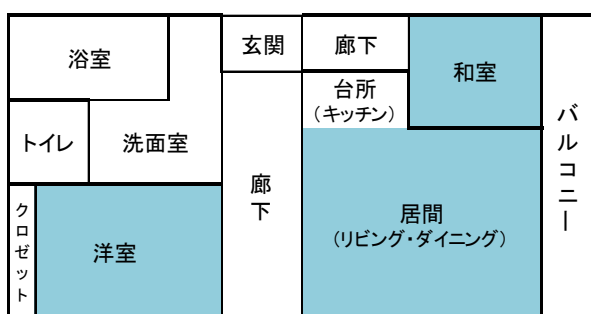 浴室
玄関
廊下
和室
台所
(キッチン)
バルコニー
トイレ
洗面室
廊下
居間
(リビング・ダイニング)
クロゼット
洋室